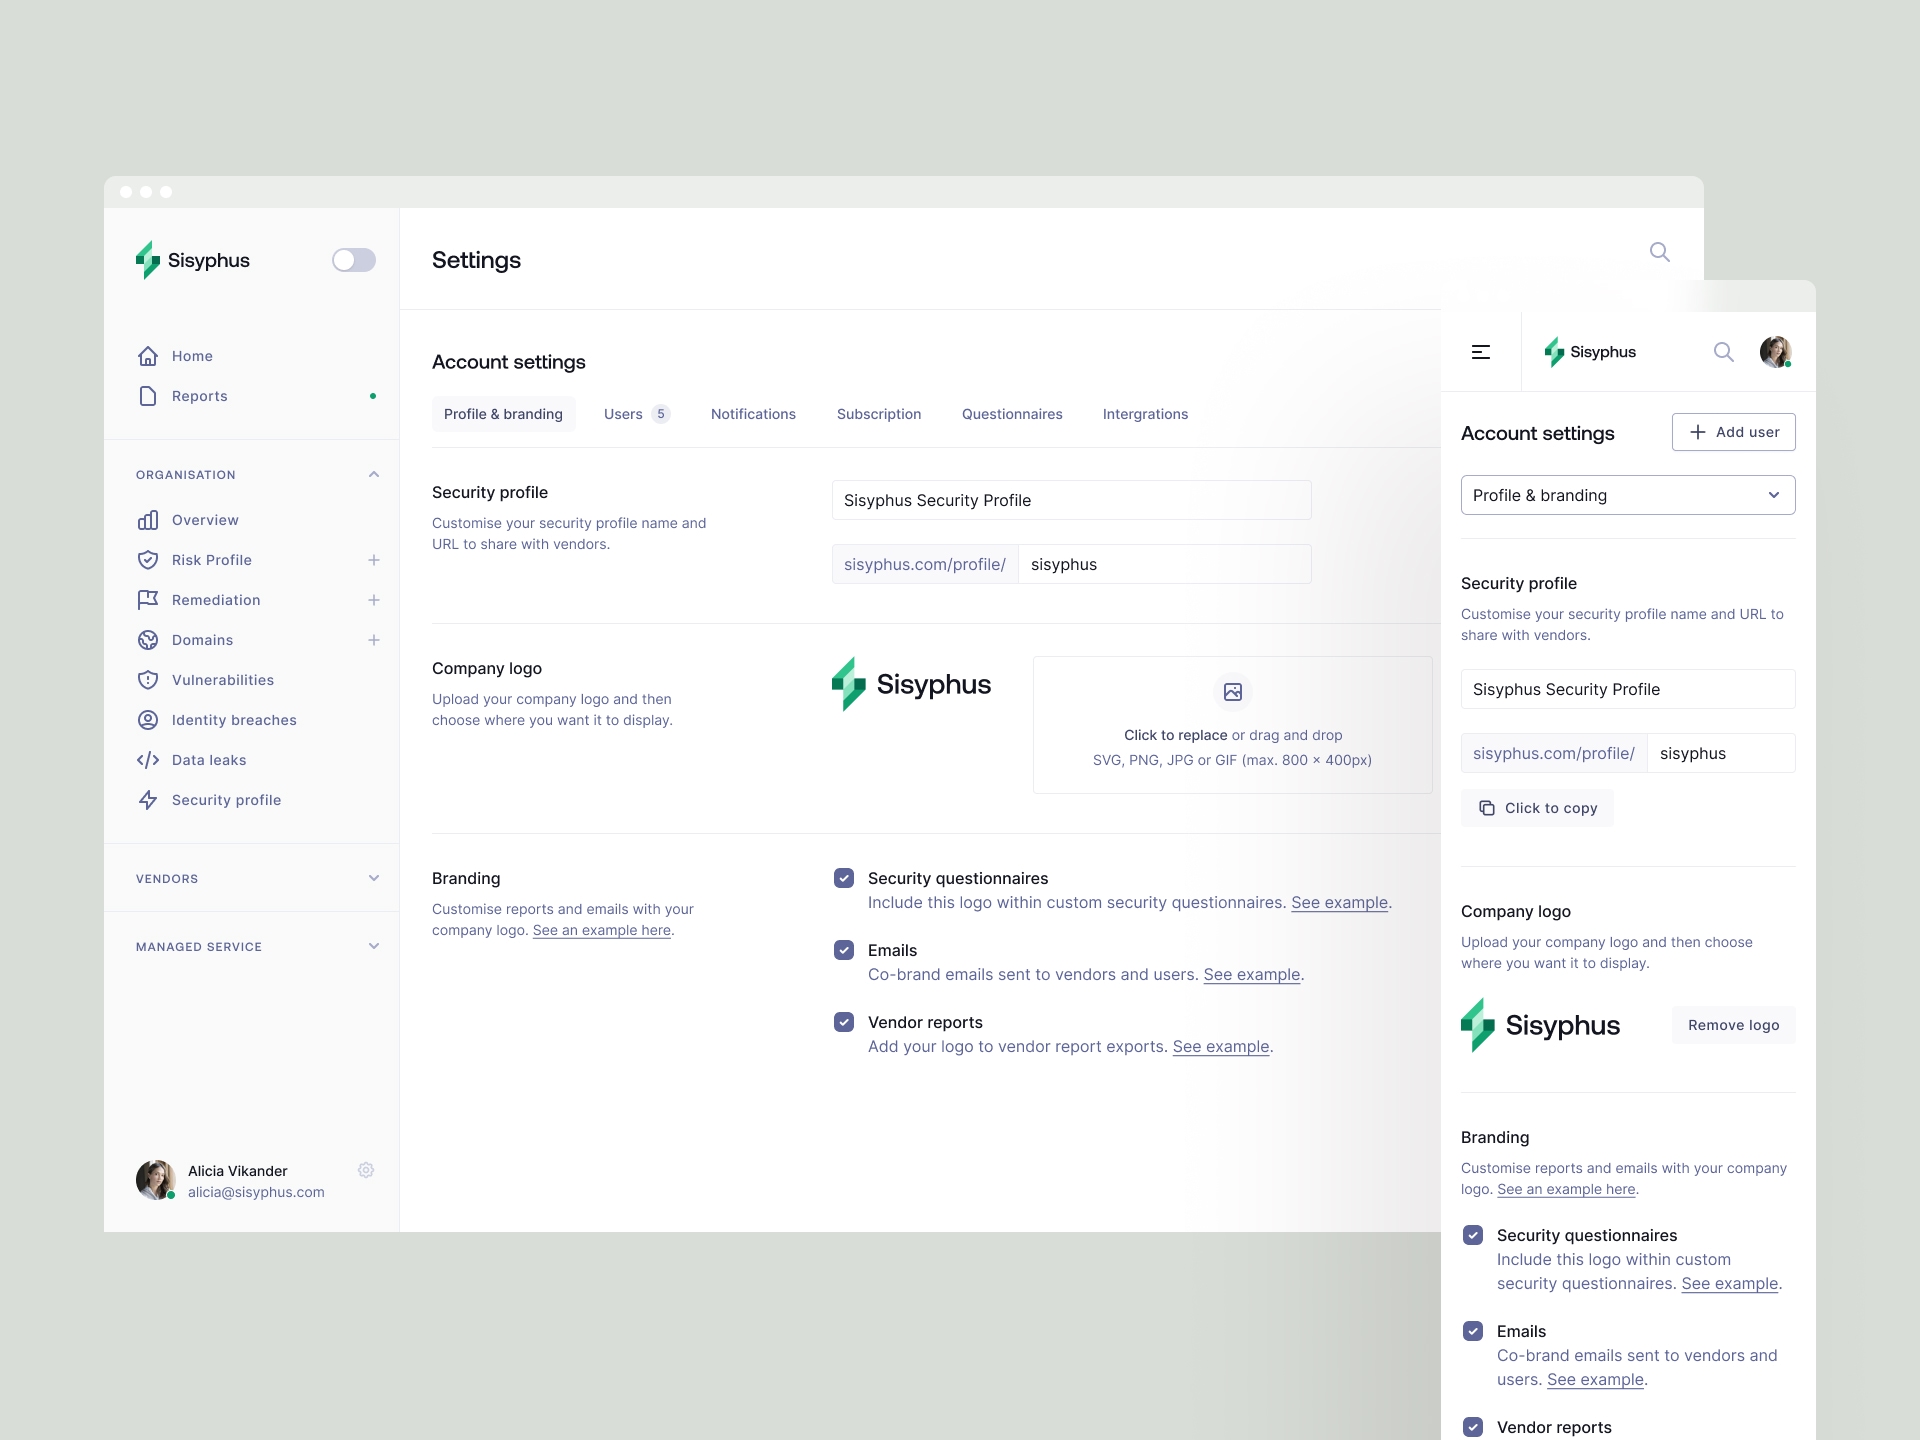 Sisyphus
Home
Reports
ORGANISATION
Overview
Risk Profile
Remediation
Domains
Vulnerabilities
Identity breaches
Data leaks
Security profile
VENDORS
MANAGED SERVICE
Alicia Vikander
alicia@sisyphus.com
Settings
Account settings
Profile & branding
Users 5
Notifications
Subscription
Questionnaires
Intergrations
Security profile
Customise your security profile name and
URL to share with vendors.
Sisyphus Security Profile
sisyphus.com/profile/ sisyphus
Company logo
Upload your company logo and then
choose where you want it to display.
Sisyphus
Click to replace or drag and drop
SVG, PNG, JPG or GIF (max. 800 × 400px)
Branding
Customise reports and emails with your
company logo. See an example here.
Security questionnaires
Include this logo within custom security questionnaires. See example.
Emails
Co-brand emails sent to vendors and users. See example.
Vendor reports
Add your logo to vendor report exports. See example.
Sisyphus
Account settings
Add user
Profile & branding
Security profile
Customise your security profile name and URL to
share with vendors.
Sisyphus Security Profile
sisyphus.com/profile/ sisyphus
Click to copy
Company logo
Upload your company logo and then choose
where you want it to display.
Sisyphus
Remove logo
Branding
Customise reports and emails with your company
logo. See an example here.
Security questionnaires
Include this logo within custom
security questionnaires. See example.
Emails
Co-brand emails sent to vendors and
users. See example.
Vendor reports